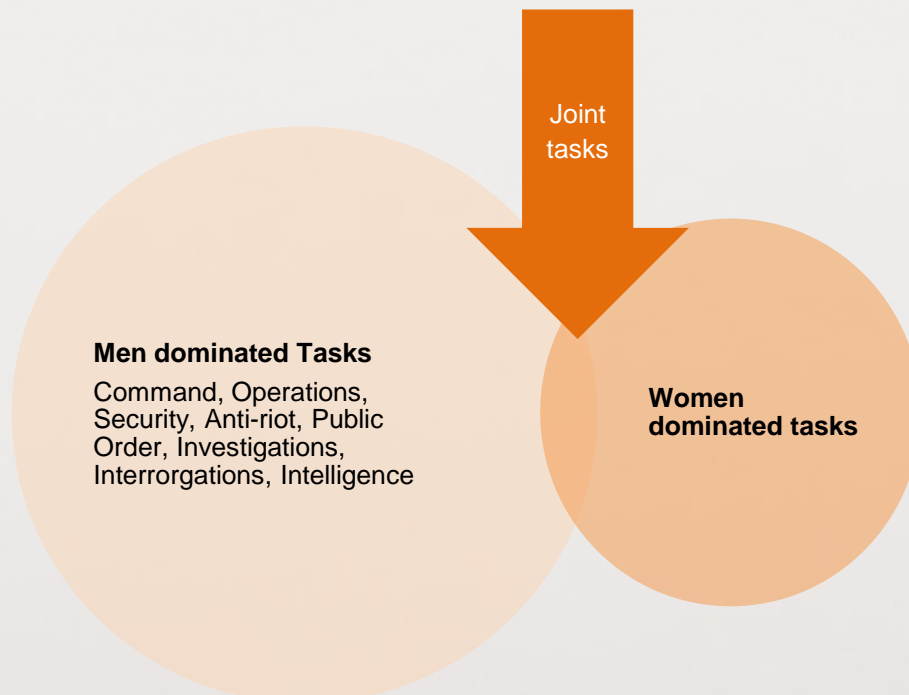 Joint
tasks
Men dominated Tasks
Command, Operations,
Security, Anti-riot, Public
Order, Investigations,
Interrorgations, Intelligence
Women
dominated tasks